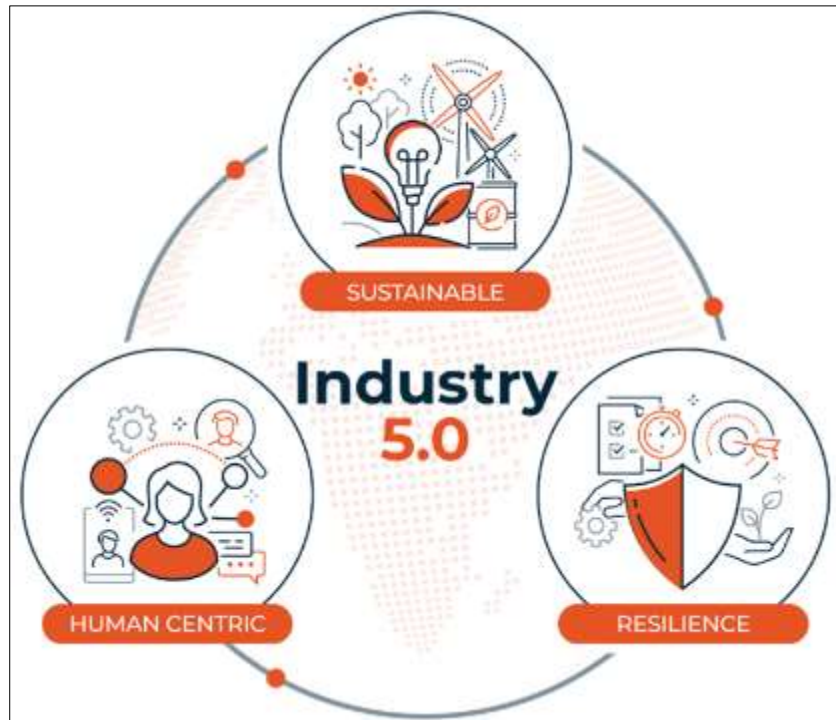 SUSTAINABLE
Industry
5.0
HUMAN CENTRIC
RESILIENCE